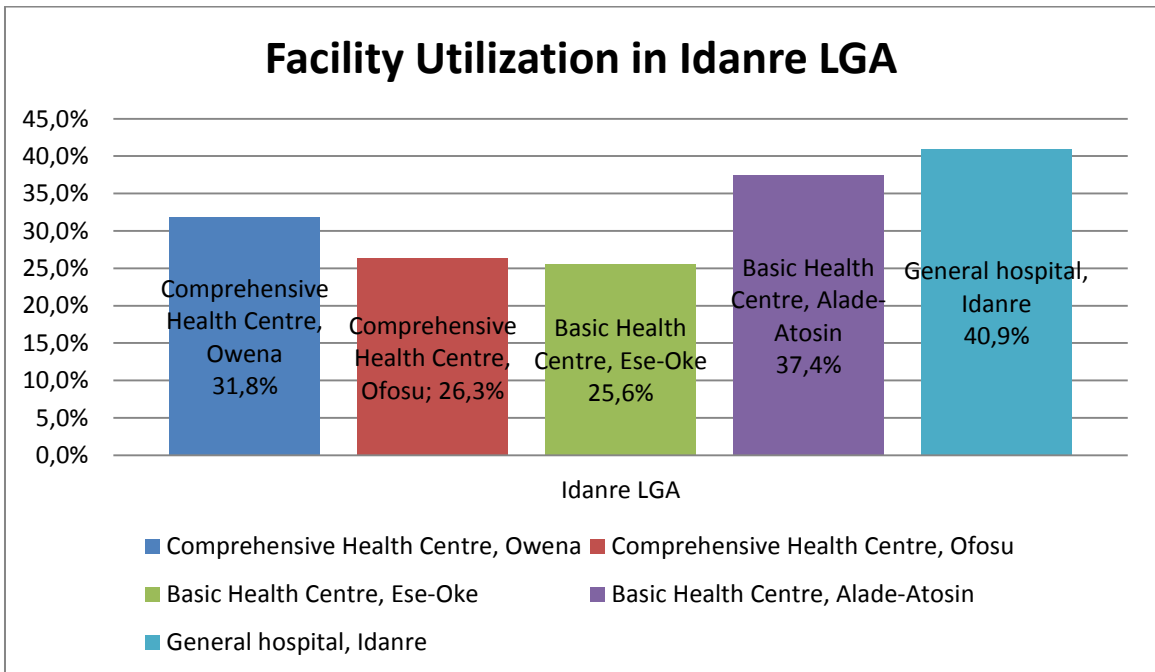 Facility Utilization in Idanre LGA
45,0%
40,0%
35,0%
30,0%
25,0%
20,0%
15,0%
10,0%
5,0%
0,0%
Comprehensive
Health Centre,
Owena
31,8%
Comprehensive
Health Centre,
Ofosu; 26,3%
Basic Health
Centre, Ese-Oke
25,6%
Basic Health
Centre, Alade-
Atosin
37,4%
General hospital,
Idanre
40,9%
Idanre LGA
Comprehensive Health Centre, Owena
Comprehensive Health Centre, Ofosu
Basic Health Centre, Ese-Oke
Basic Health Centre, Alade-Atosin
General hospital, Idanre